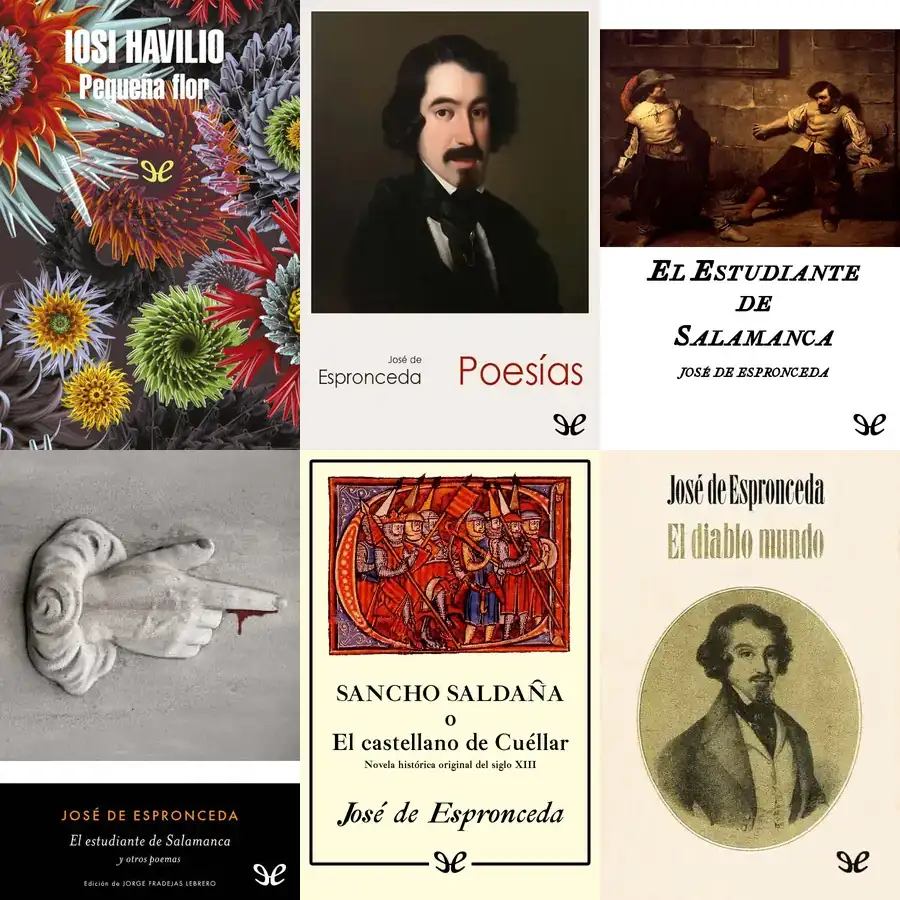 IOSI HAVILIO
Pequeña flor
José de
Espronceda
Poesías
El Estudiante
de
Salamanca
José de Espronceda
JOSÉ DE ESPRONCEDA
El estudiante de Salamanca
y otros poemas
Edición de JORGE FRADEJAS LEBRERO
SANCHO SALDAÑA
o
El castellano de Cuéllar
Novela histórica original del siglo XIII
José de Espronceda
José de Espronceda
El diablo mundo